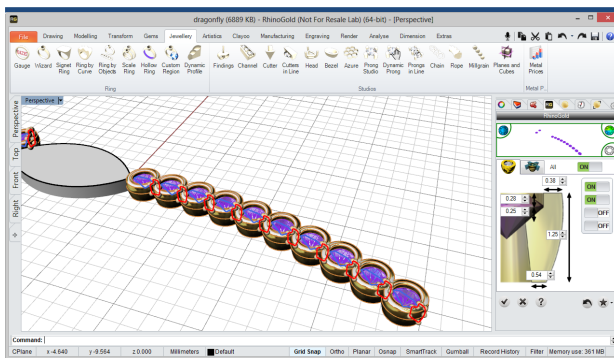 dragonfly (6889 KB) - RhinoGold (Not For Resale Lab) (64-bit) - [Perspective]
File Drawing Modelling Transform Gems Jewellery Artistics Clayoo Manufacturing Engraving Render Analyse Dimension Extras
Gauge Wizard Signet Ring Ring by Curve Ring by Objects Scale Ring Hollow Ring Custom Region Dynamic Profile Findings Channel Cutter Cutters in Line Head Bezel Azure Prong Studio Dynamic Prong Prongs in Line Chain Rope Millgrain Planes and Cubes Metal Prices
Ring Studios Metal P...
Perspective
Perspective
Top
Front
Right
RhinoGold
All ON
0.38
0.28
0.25
1.25
0.54
ON
ON
OFF
OFF
Command:
CPlane x -4.640 y -9.564 z 0.000 Millimeters Default Grid Snap Ortho Planar Osnap SmartTrack Gumball Record History Filter Memory use: 361 MB